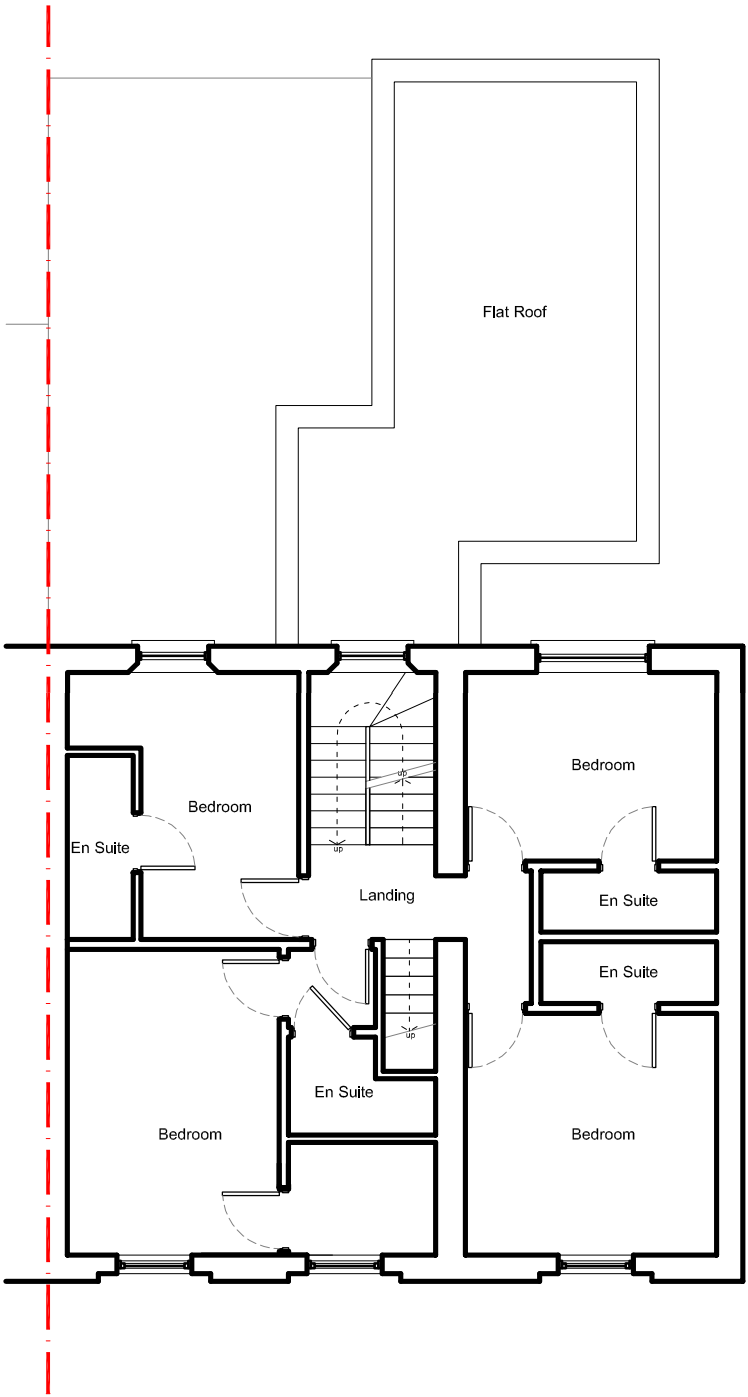 Flat Roof
Bedroom
up
Bedroom
En Suite
up
Landing
En Suite
En Suite
up
En Suite
Bedroom
Bedroom